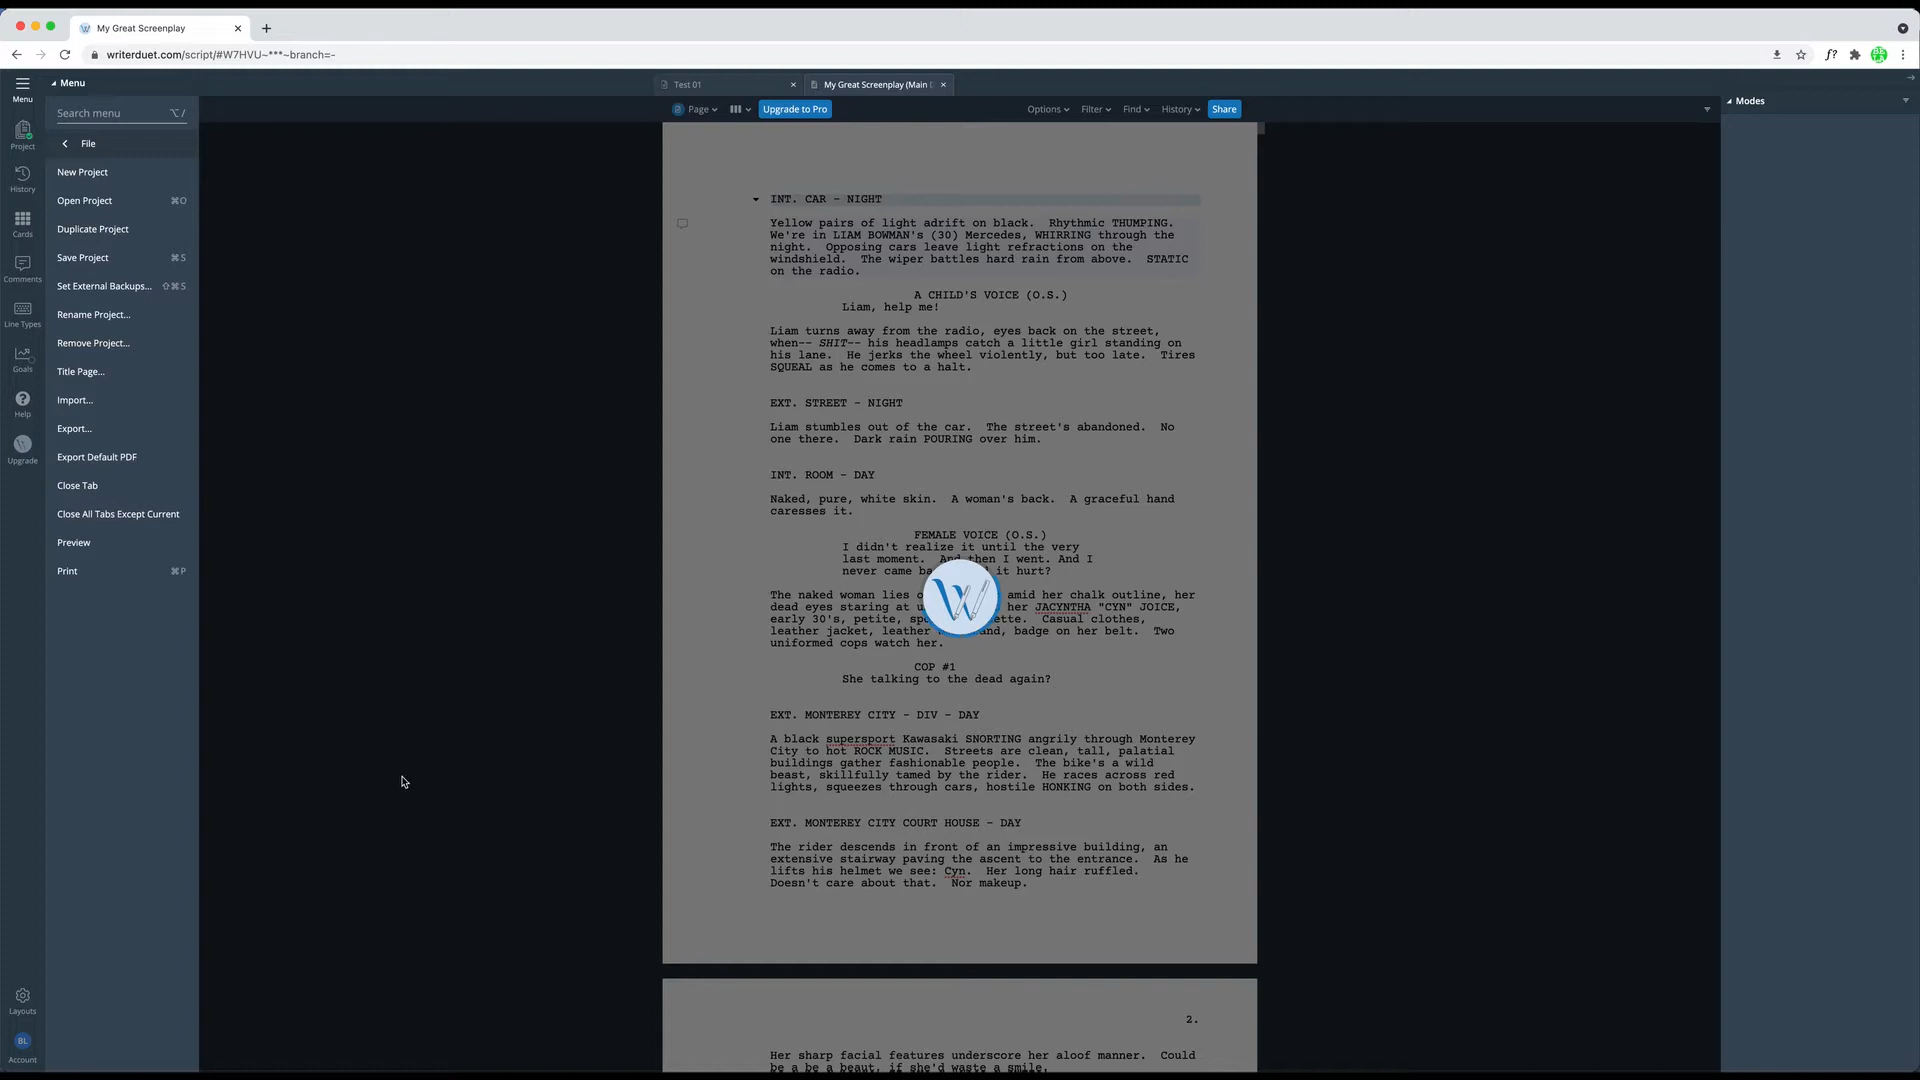 My Great Screenplay
writerduet.com/script/#W7HVU~***~branch=-
Menu
Menu
Test 01
My Great Screenplay (Main
Search menu
Page
Upgrade to Pro
Options
Filter
Find
History
Share
Modes
Project
History
Cards
Comments
Line Types
Goals
Help
Upgrade
Layouts
BL
Account
File
New Project
Open Project ⌘O
Duplicate Project
Save Project ⌘S
Set External Backups... ⇧⌘S
Rename Project...
Remove Project...
Title Page...
Import...
Export...
Export Default PDF
Close Tab
Close All Tabs Except Current
Preview
Print ⌘P
INT. CAR - NIGHT
Yellow pairs of light adrift on black. Rhythmic THUMPING.
We're in LIAM BOWMAN's (30) Mercedes, WHIRRING through the
night. Opposing cars leave light refractions on the
windshield. The wiper battles hard rain from above. STATIC
on the radio.
A CHILD'S VOICE (O.S.)
Liam, help me!
Liam turns away from the radio, eyes back on the street,
when-- SHIT-- his headlamps catch a little girl standing on
his lane. He jerks the wheel violently, but too late. Tires
SQUEAL as he comes to a halt.
EXT. STREET - NIGHT
Liam stumbles out of the car. The street's abandoned. No
one there. Dark rain POURING over him.
INT. ROOM - DAY
Naked, pure, white skin. A woman's back. A graceful hand
caresses it.
FEMALE VOICE (O.S.)
I didn't realize it until the very
last moment. And then I went. And I
never came it hurt?
The naked woman lies amid her chalk outline, her
dead eyes staring at her JACYNTHA "CYN" JOICE,
early 30's, petite, Casual clothes,
leather jacket, leather badge on her belt. Two
uniformed cops watch her.
COP #1
She talking to the dead again?
EXT. MONTEREY CITY - DIV - DAY
A black supersport Kawasaki SNORTING angrily through Monterey
City to hot ROCK MUSIC. Streets are clean, tall, palatial
buildings gather fashionable people. The bike's a wild
beast, skillfully tamed by the rider. He races across red
lights, squeezes through cars, hostile HONKING on both sides.
EXT. MONTEREY CITY COURT HOUSE - DAY
The rider descends in front of an impressive building, an
extensive stairway paving the ascent to the entrance. As he
lifts his helmet we see: Cyn. Her long hair ruffled.
Doesn't care about that. Nor makeup.
2.
Her sharp facial features underscore her aloof manner. Could
be a be a beaut, if she'd waste a smile.